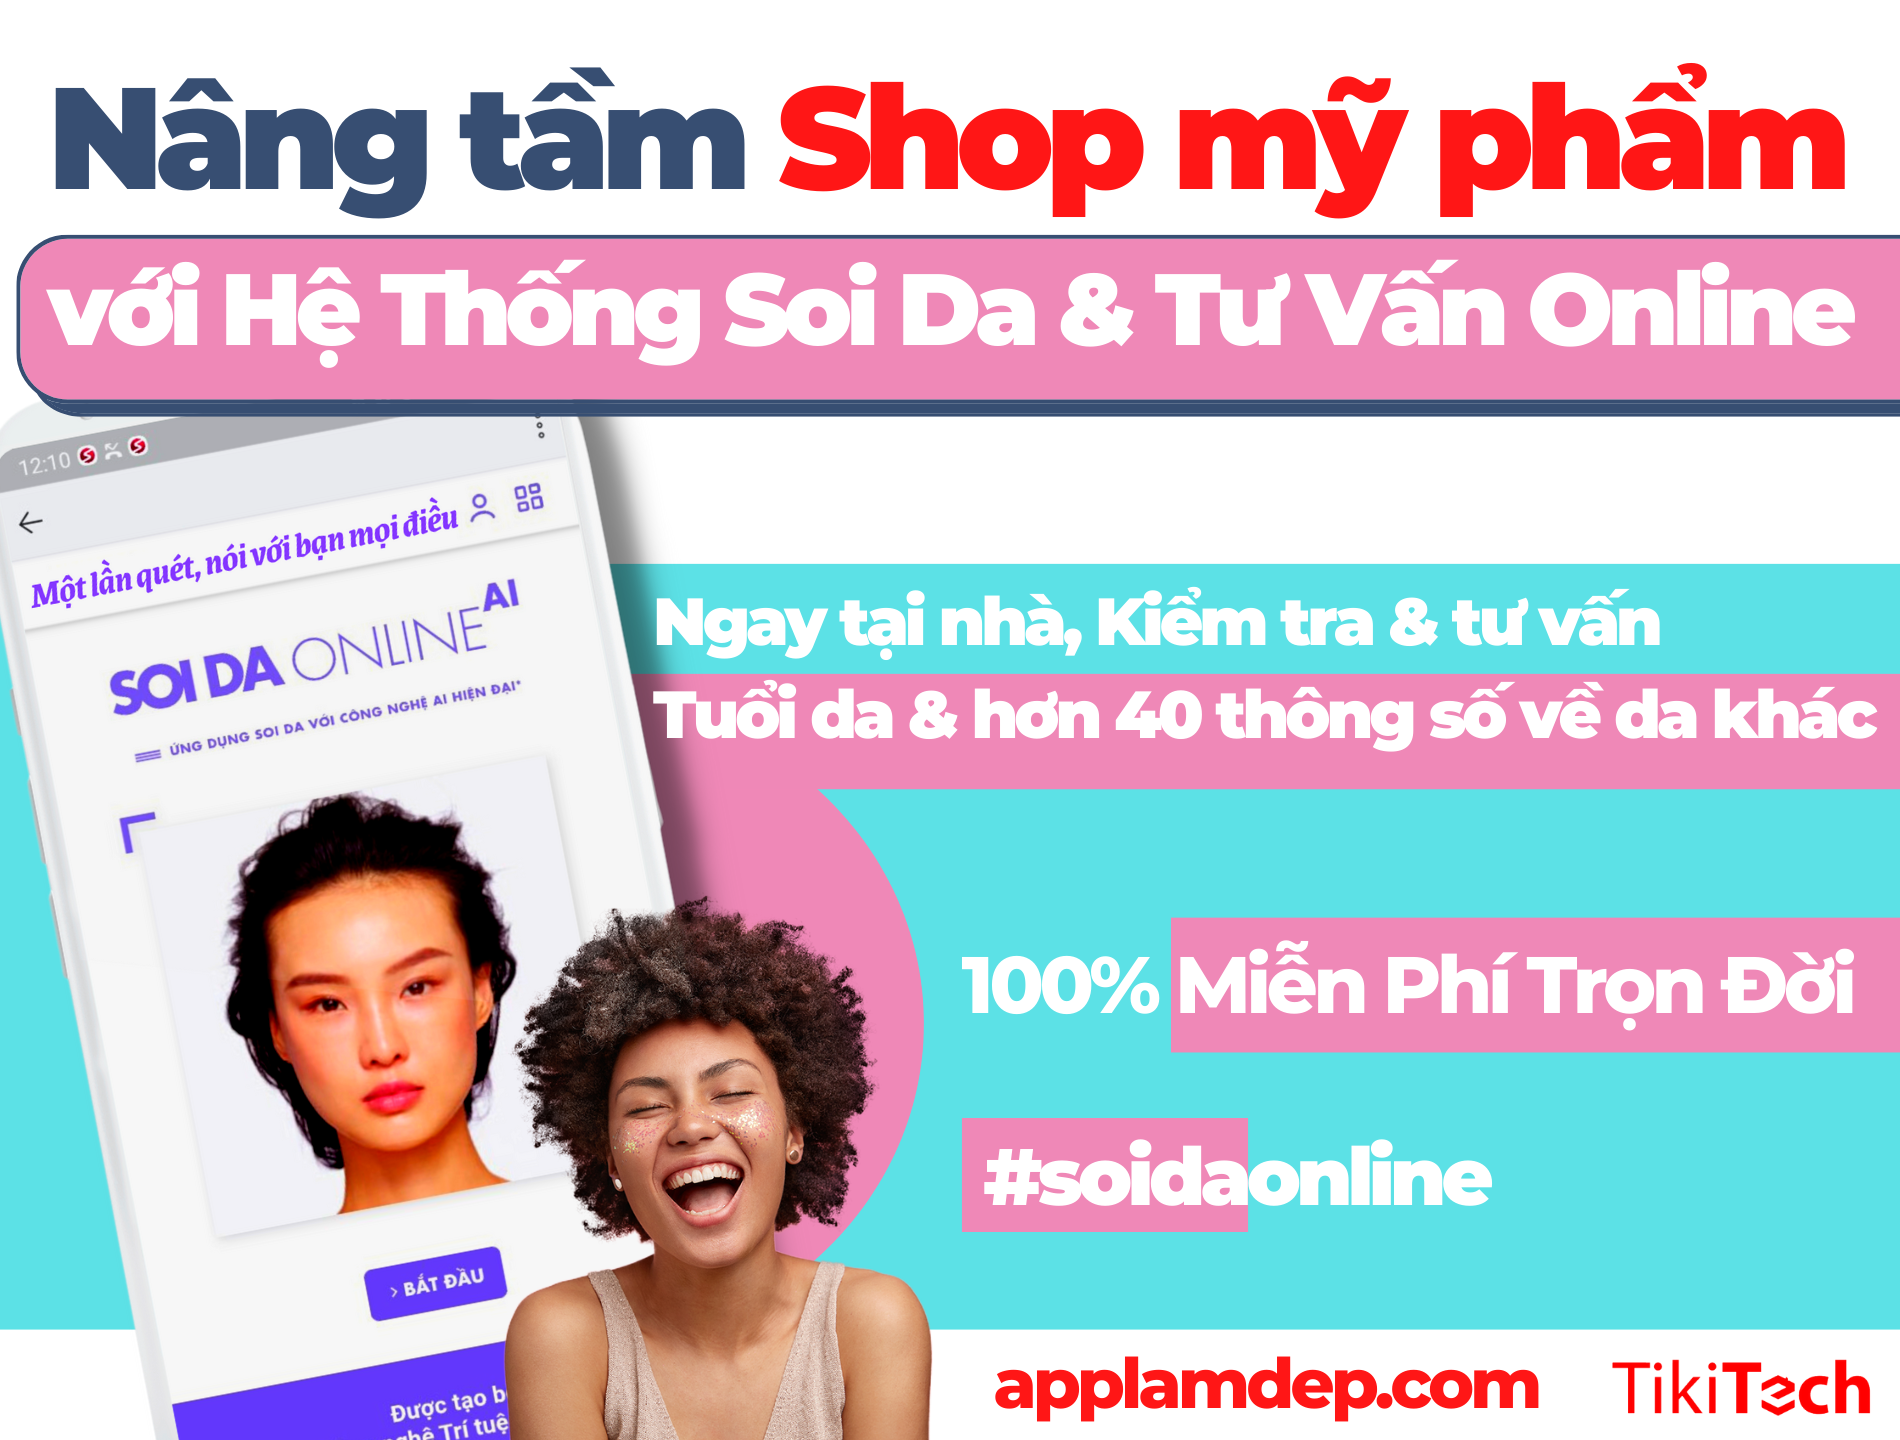 Nâng tầm Shop mỹ phẩm
với Hệ Thống Soi Da & Tư Vấn Online
12:10
Một lần quét, nói với bạn mọi điều
SOI DA ONLINE AI
ỨNG DỤNG SOI DA VỚI CÔNG NGHỆ AI HIỆN ĐẠI*
Ngay tại nhà, Kiểm tra & tư vấn
Tuổi da & hơn 40 thông số về da khác
100% Miễn Phí Trọn Đời
#soidaonline
> BẮT ĐẦU
Được tạo
Trí tuệ
applamdep.com
TikiTech